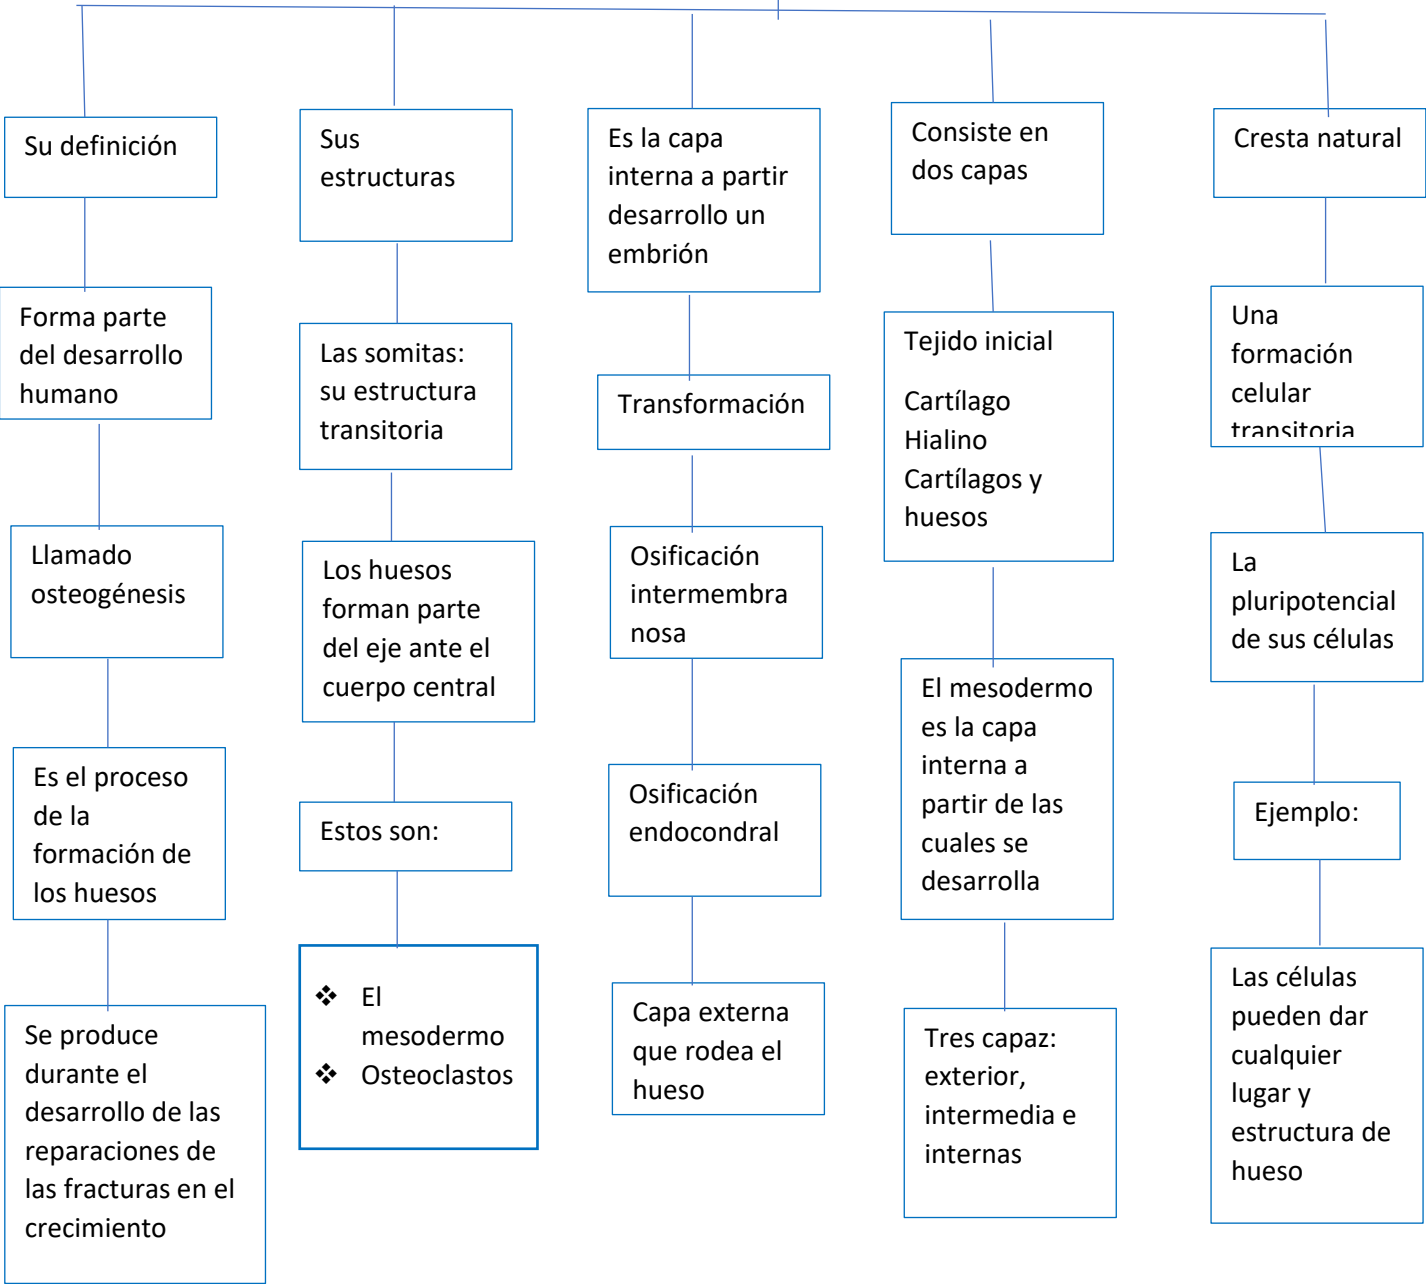 Su definición
Forma parte
del desarrollo
humano
Llamado
osteogénesis
Es el proceso
de la
formación de
los huesos
Se produce
durante el
desarrollo de las
reparaciones de
las fracturas en el
crecimiento
Sus
estructuras
Las somitas:
su estructura
transitoria
Los huesos
forman parte
del eje ante el
cuerpo central
Estos son:
❖ El
mesodermo
❖ Osteoclastos
Es la capa
interna a partir
desarrollo un
embrión
Transformación
Osificación
intermembra
nosa
Osificación
endocondral
Capa externa
que rodea el
hueso
Consiste en
dos capas
Tejido inicial
Cartílago
Hialino
Cartílagos y
huesos
El mesodermo
es la capa
interna a
partir de las
cuales se
desarrolla
Tres capaz:
exterior,
intermedia e
internas
Cresta natural
Una
formación
celular
transitoria
La
pluripotencial
de sus células
Ejemplo:
Las células
pueden dar
cualquier
lugar y
estructura de
hueso